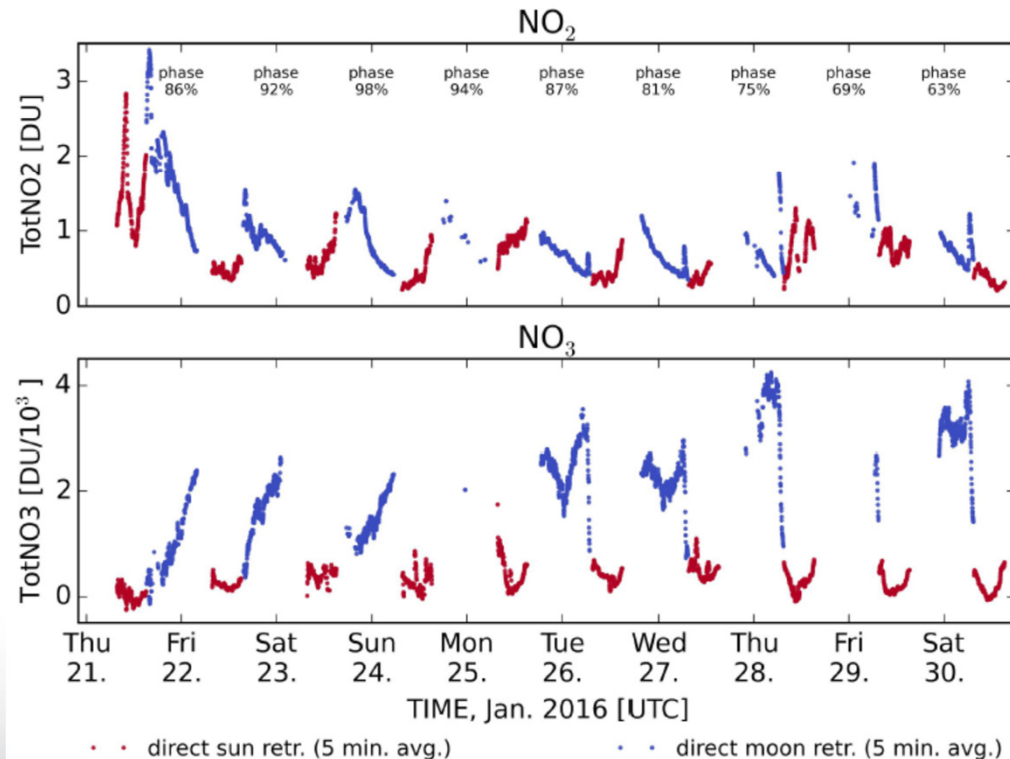 NO₂
TotNO2 [DU]
3
2
1
0
phase phase phase phase phase phase phase phase phase
86% 92% 98% 94% 87% 81% 75% 69% 63%
NO₃
TotNO3 [DU/10³ ]
4
2
0
Thu Fri Sat Sun Mon Tue Wed Thu Fri Sat
21. 22. 23. 24. 25. 26. 27. 28. 29. 30.
TIME, Jan. 2016 [UTC]
direct sun retr. (5 min. avg.) direct moon retr. (5 min. avg.)